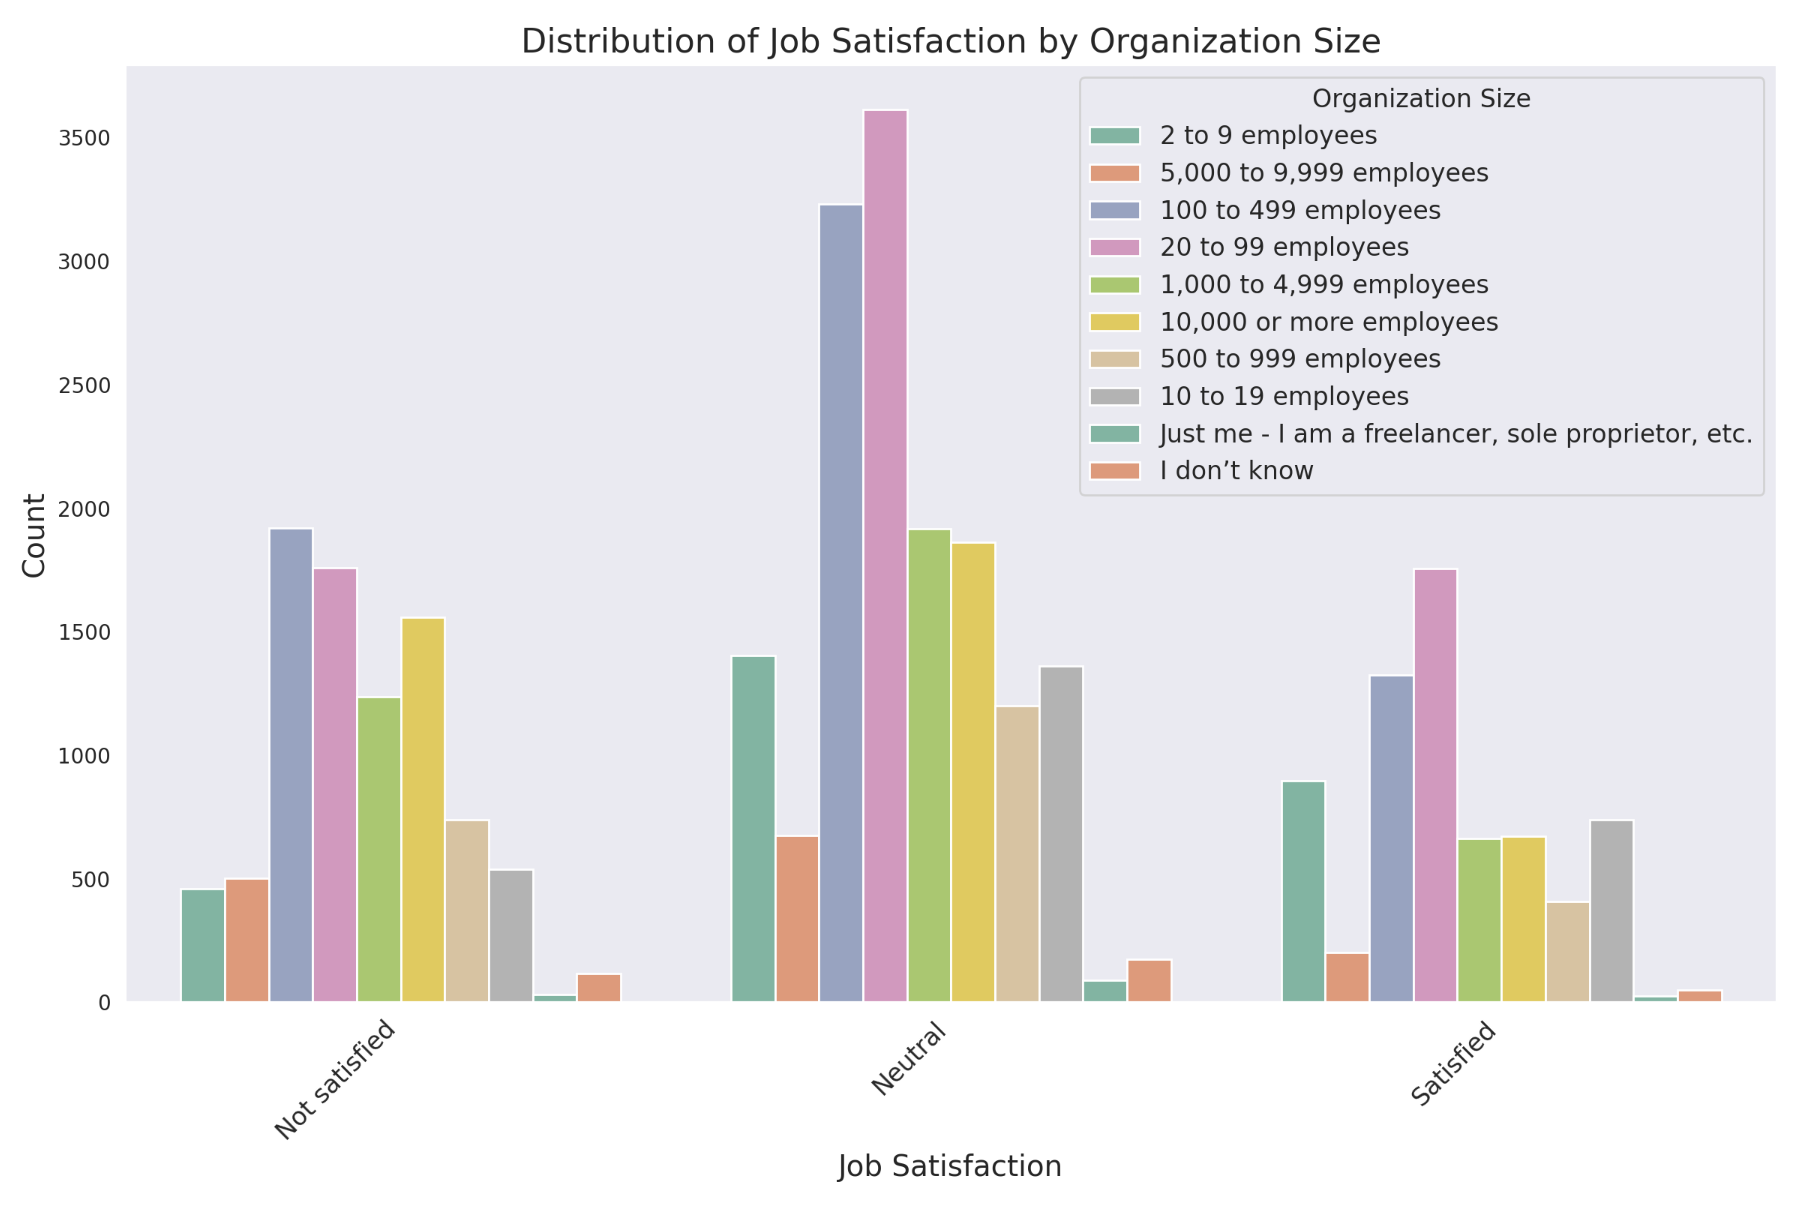 Distribution of Job Satisfaction by Organization Size
Organization Size
2 to 9 employees
5,000 to 9,999 employees
100 to 499 employees
20 to 99 employees
1,000 to 4,999 employees
10,000 or more employees
500 to 999 employees
10 to 19 employees
Just me - I am a freelancer, sole proprietor, etc.
I don’t know
Count
3500
3000
2500
2000
1500
1000
500
0
Not satisfied
Neutral
Satisfied
Job Satisfaction